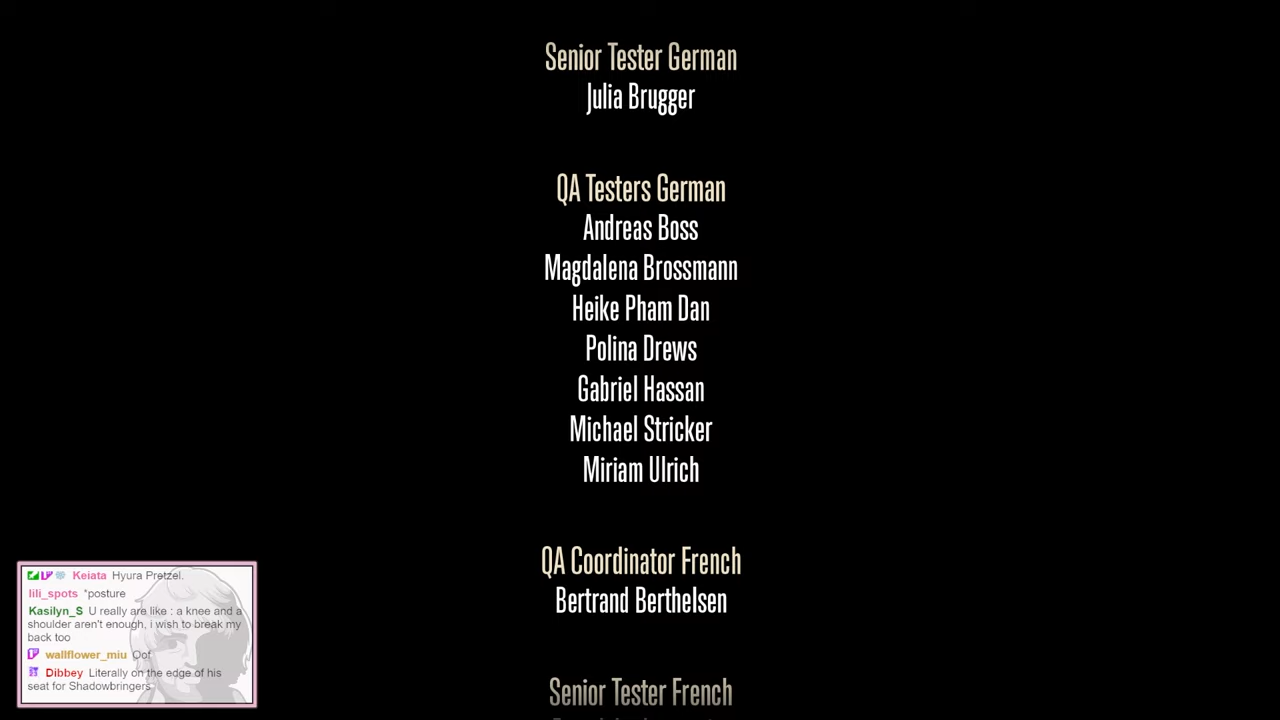 Senior Tester German
Julia Brugger
QA Testers German
Andreas Boss
Magdalena Brossmann
Heike Pham Dan
Polina Drews
Gabriel Hassan
Michael Stricker
Miriam Ulrich
QA Coordinator French
Bertrand Berthelsen
Senior Tester French
Keiata Hyura Pretzel.
lili_spots *posture
Kasilyn_S U really are like : a knee and a
shoulder aren't enough, i wish to break my
back too
wallflower_miu Oof
Dibbey Literally on the edge of his
seat for Shadowbringers